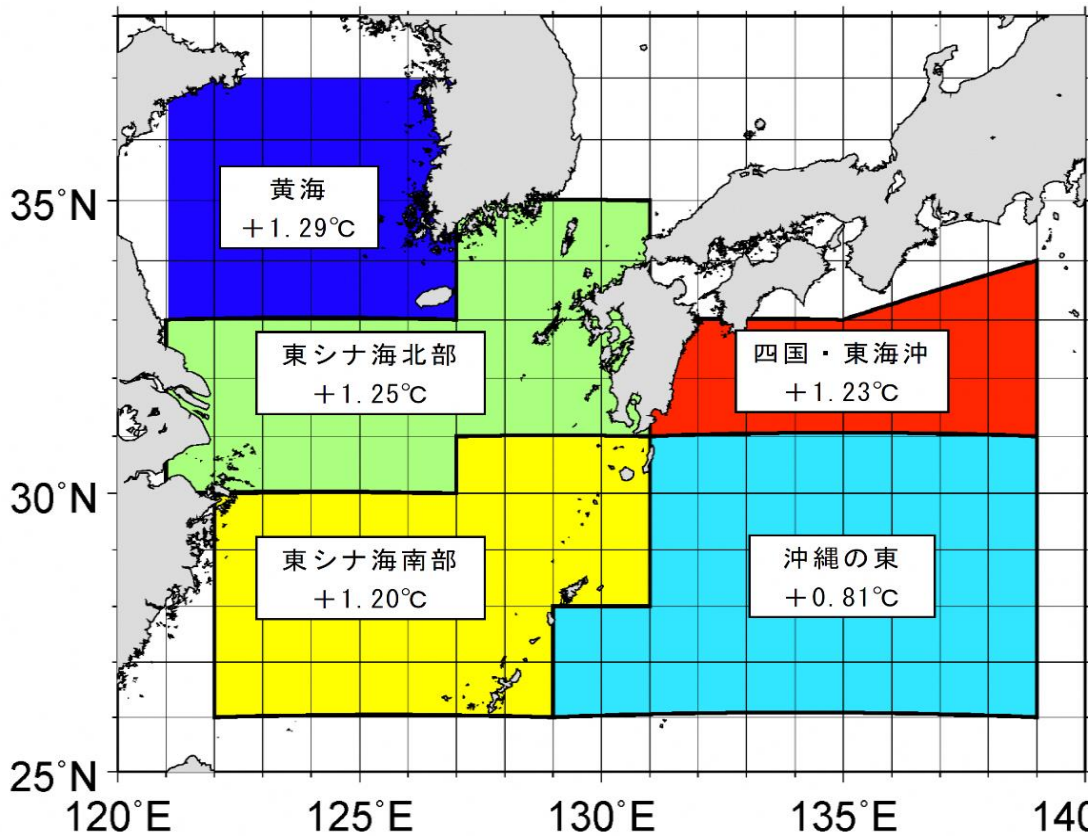 35°N
黄海
＋1.29℃
東シナ海北部
＋1.25℃
四国・東海沖
＋1.23℃
30°N
東シナ海南部
＋1.20℃
沖縄の東
＋0.81℃
25°N
120°E
125°E
130°E
135°E
140